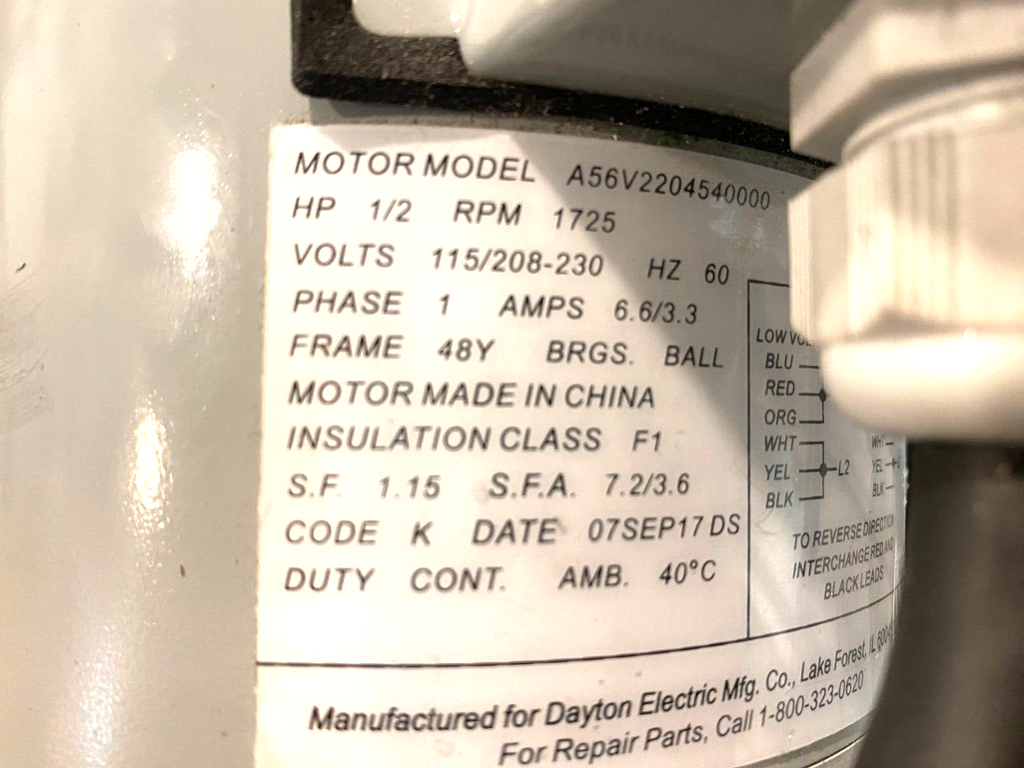 MOTOR MODEL A56V2204540000
HP 1/2 RPM 1725
VOLTS 115/208-230 HZ 60
PHASE 1 AMPS 6.6/3.3
FRAME 48Y BRGS. BALL
MOTOR MADE IN CHINA
INSULATION CLASS F1
S.F. 1.15 S.F.A. 7.2/3.6
CODE K DATE 07SEP17 DS
DUTY CONT. AMB. 40°C
LOW
BLU
RED
ORG
WHT WHT
YEL L2 YEL
BLK BLK
TO REVERSE DIRECTION
INTERCHANGE RED AND
BLACK LEADS
Manufactured for Dayton Electric Mfg. Co., Lake Forest, IL
For Repair Parts, Call 1-800-323-0620